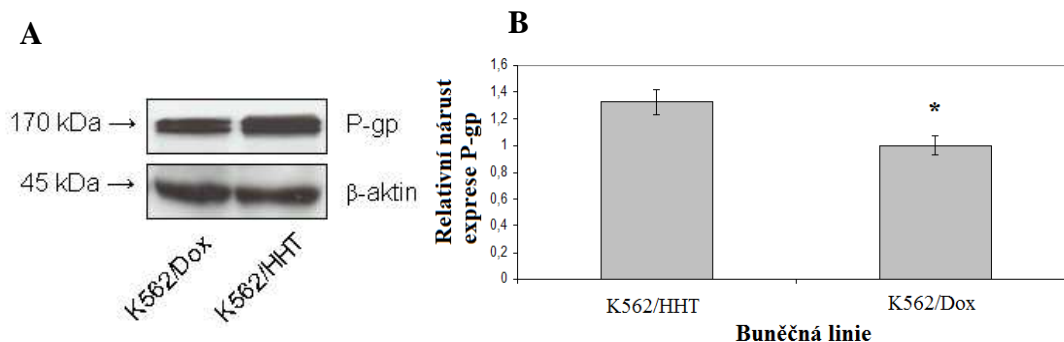 A
170 kDa →
P-gp
45 kDa →
β-aktin
K562/Dox
K562/HHT
B
Relativní nárust
exprese P-gp
1,6
1,4
1,2
1
0,8
0,6
0,4
0,2
0
*
K562/HHT
K562/Dox
Buněčná linie